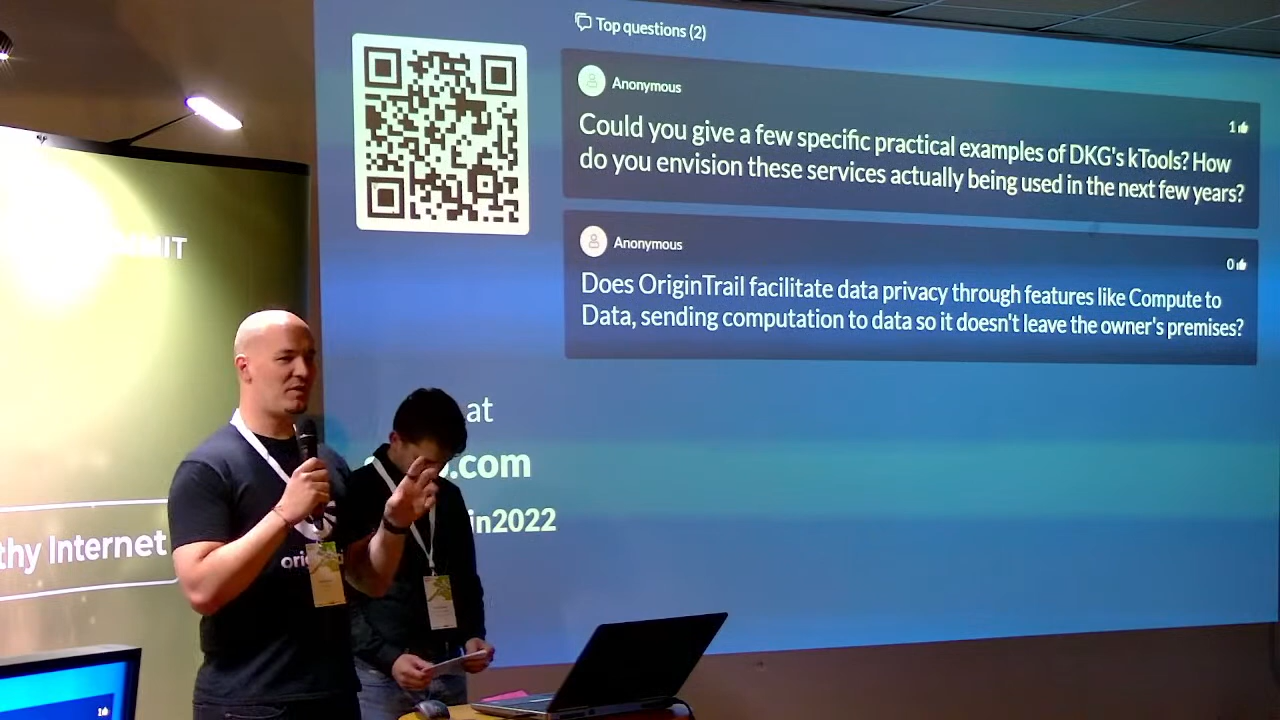 Top questions (2)
Anonymous
1
Could you give a few specific practical examples of DKG's kTools? How
do you envision these services actually being used in the next few years?
Anonymous
0
Does OriginTrail facilitate data privacy through features like Compute to
Data, sending computation to data so it doesn't leave the owner's premises?
at
.com
in2022
MIT
thy Internet
ori
1